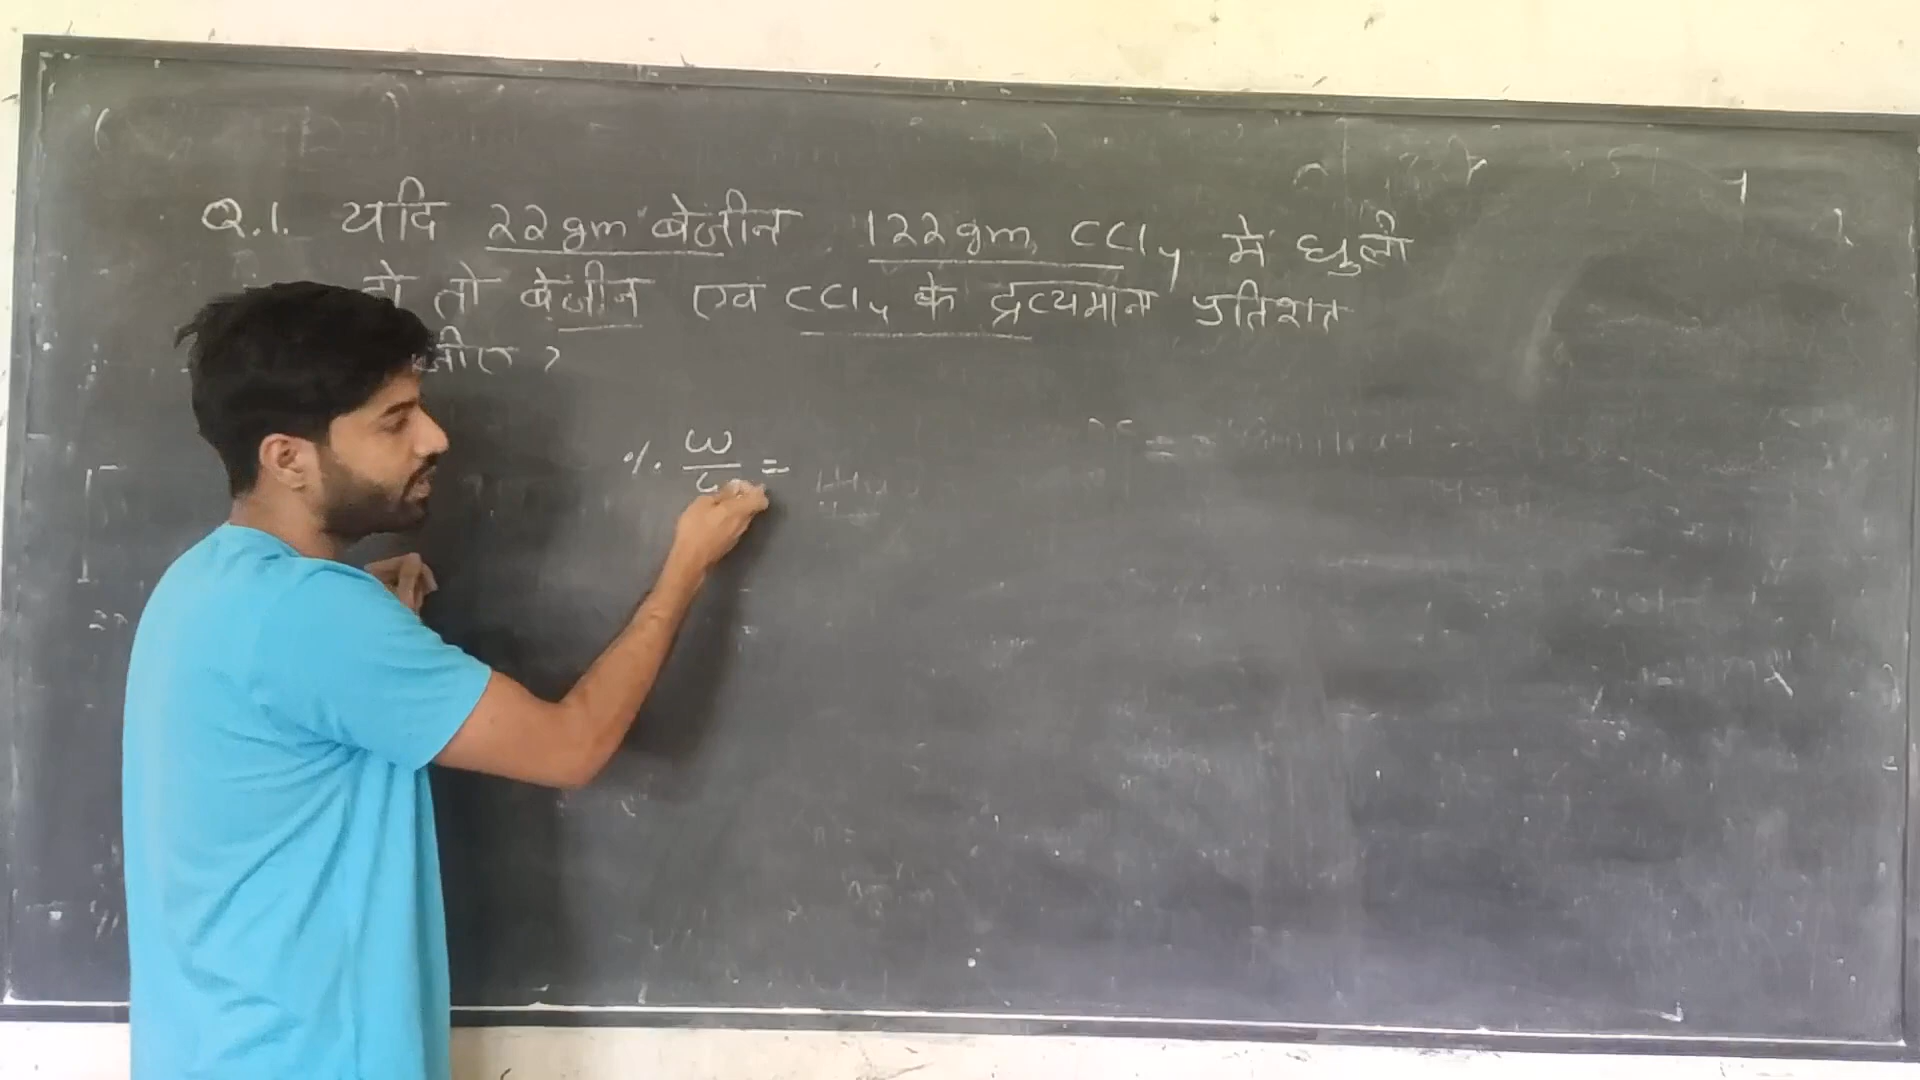 Q.1. यदि 22gm बेंजीन 122gm, CCl4 में घुली
हो तो बेंजीन एवं CCl4 के द्रव्यमान प्रतिशत
?
% w =